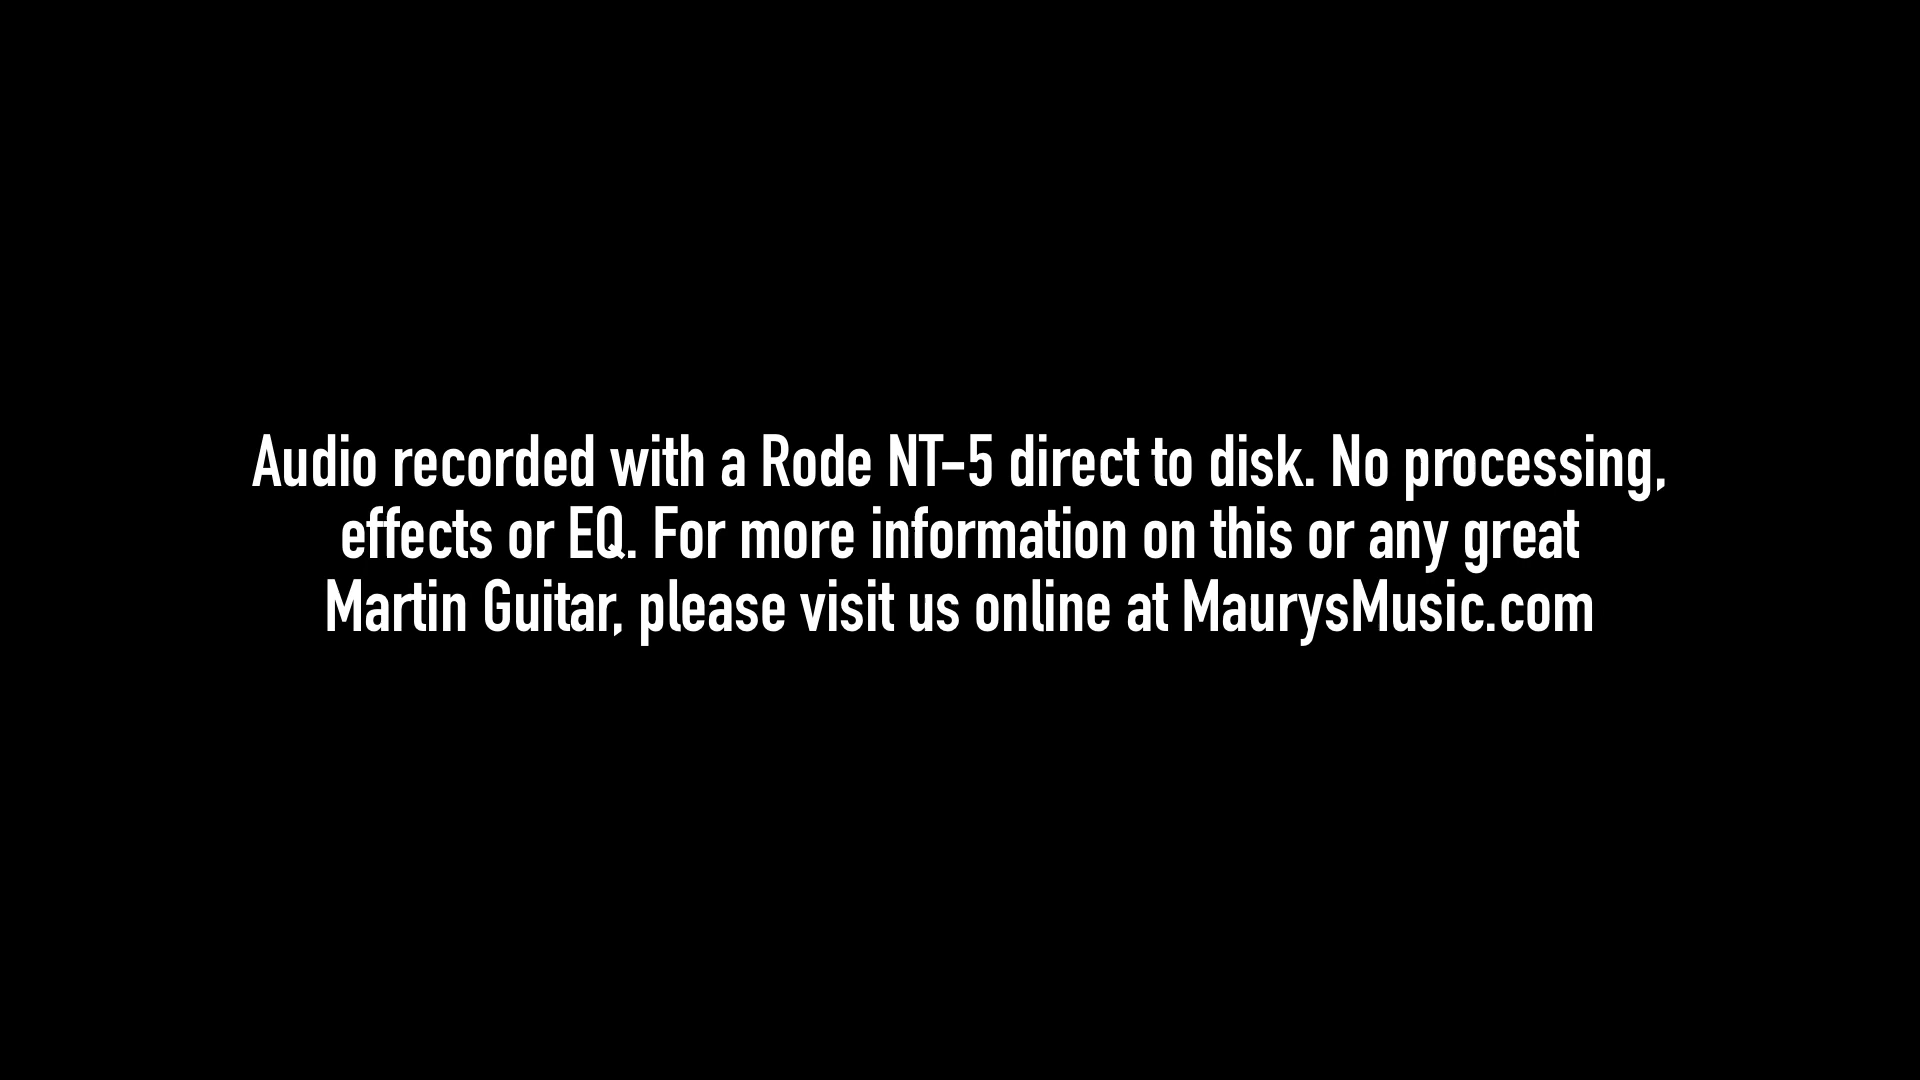 Audio recorded with a Rode NT-5 direct to disk. No processing,
effects or EQ. For more information on this or any great
Martin Guitar, please visit us online at MaurysMusic.com